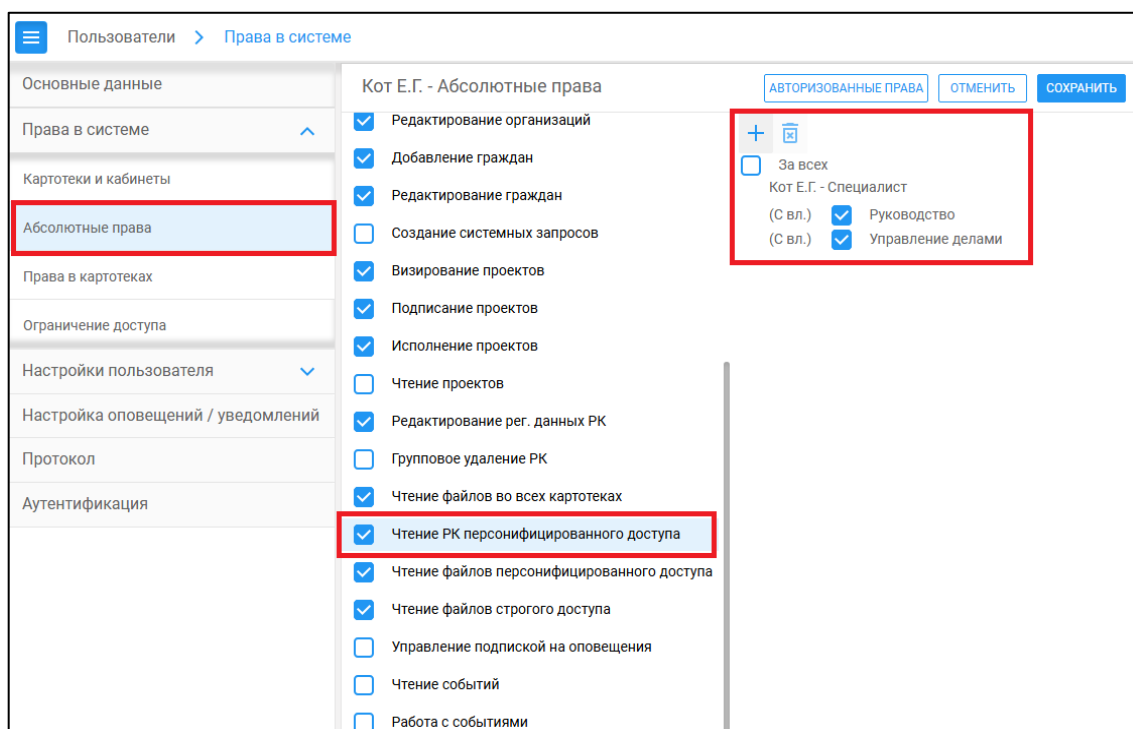 Пользователи > Права в системе
Основные данные
Права в системе
Картотеки и кабинеты
Абсолютные права
Права в картотеках
Ограничение доступа
Настройки пользователя
Настройка оповещений / уведомлений
Протокол
Аутентификация
Кот Е.Г. - Абсолютные права
АВТОРИЗОВАННЫЕ ПРАВА
ОТМЕНИТЬ
СОХРАНИТЬ
Редактирование организаций
Добавление граждан
Редактирование граждан
Создание системных запросов
Визирование проектов
Подписание проектов
Исполнение проектов
Чтение проектов
Редактирование рег. данных РК
Групповое удаление РК
Чтение файлов во всех картотеках
Чтение РК персонифицированного доступа
Чтение файлов персонифицированного доступа
Чтение файлов строгого доступа
Управление подпиской на оповещения
Чтение событий
Работа с событиями
За всех
Кот Е.Г. - Специалист
(С вл.) Руководство
(С вл.) Управление делами